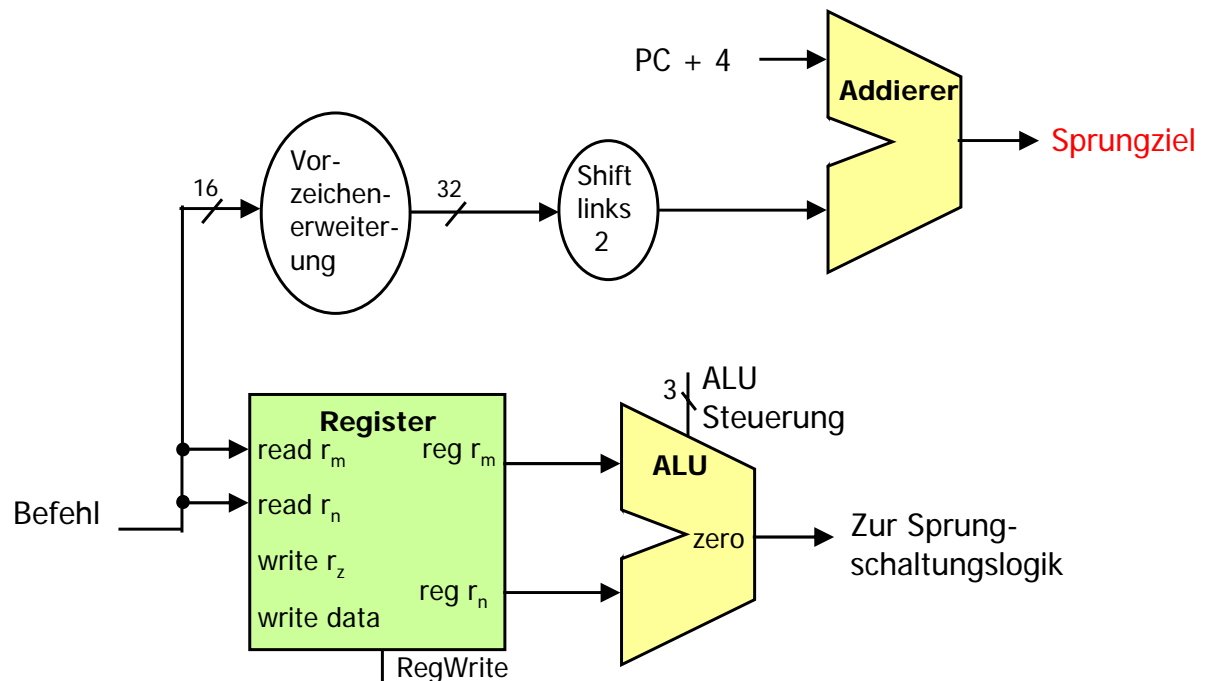 PC + 4
Addierer
Sprungziel
16
Vor-
zeichen-
erweiter-
ung
32
Shift
links
2
3
ALU
Steuerung
Register
read rm
reg rm
read rn
write rz
reg rn
write data
RegWrite
Befehl
ALU
zero
Zur Sprung-
schaltungslogik